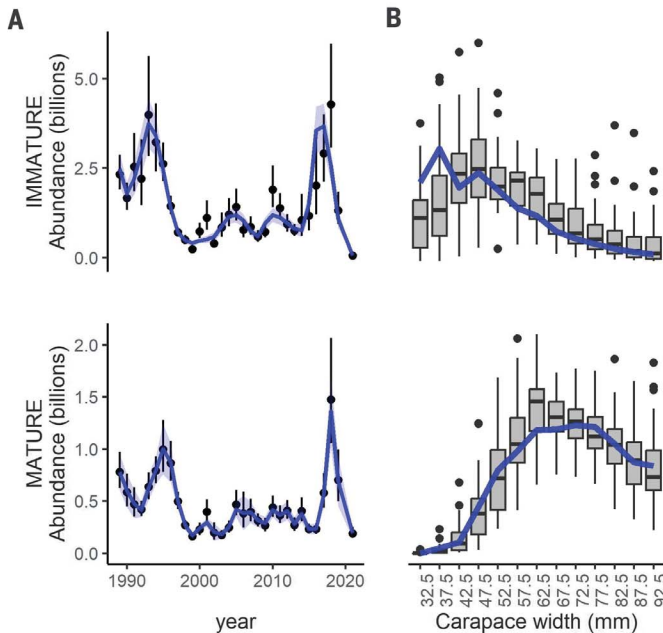 A
B
IMMATURE
Abundance (billions)
5.0
2.5
0.0
MATURE
Abundance (billions)
2.0
1.5
1.0
0.5
0.0
1990 2000 2010 2020
year
32.5 37.5 42.5 47.5 52.5 57.5 62.5 67.5 72.5 77.5 82.5 87.5 92.5
Carapace width (mm)